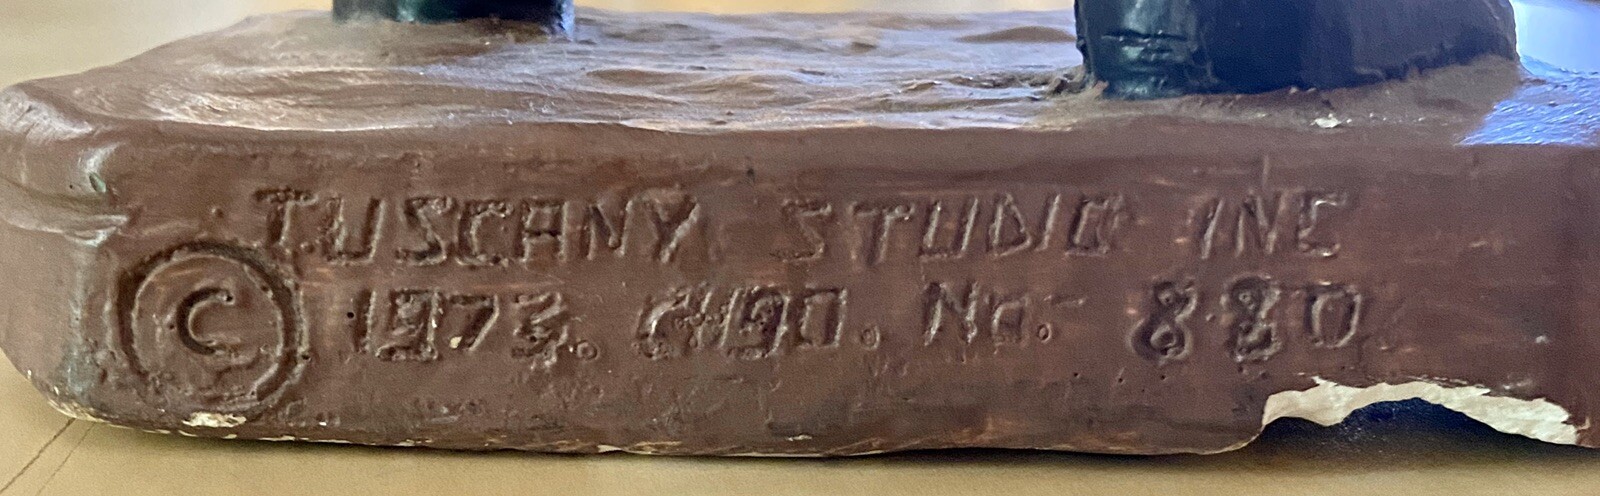 TUSCANY STUDIO INC
© 1973. CHGO. No: 880